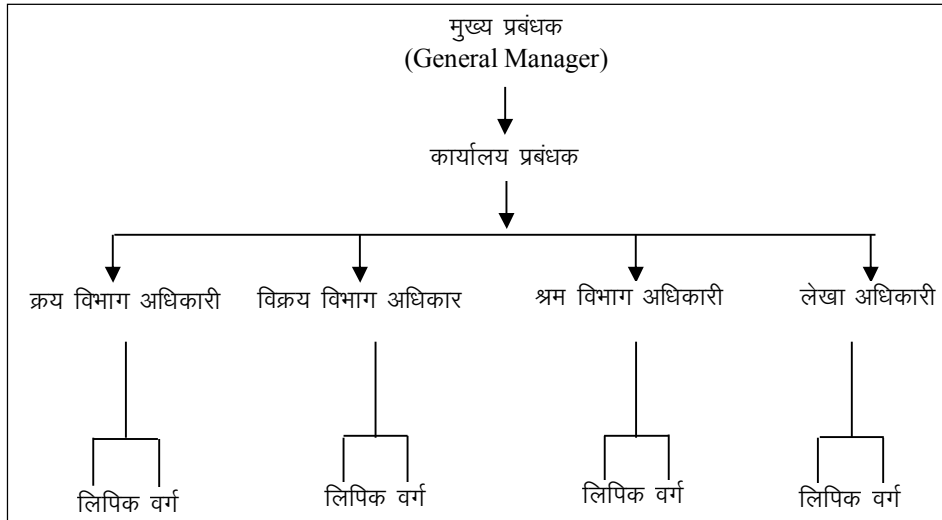 मुख्य प्रबंधक
(General Manager)
कार्यालय प्रबंधक
क्रय विभाग अधिकारी
विक्रय विभाग अधिकार
श्रम विभाग अधिकारी
लेखा अधिकारी
लिपिक वर्ग
लिपिक वर्ग
लिपिक वर्ग
लिपिक वर्ग